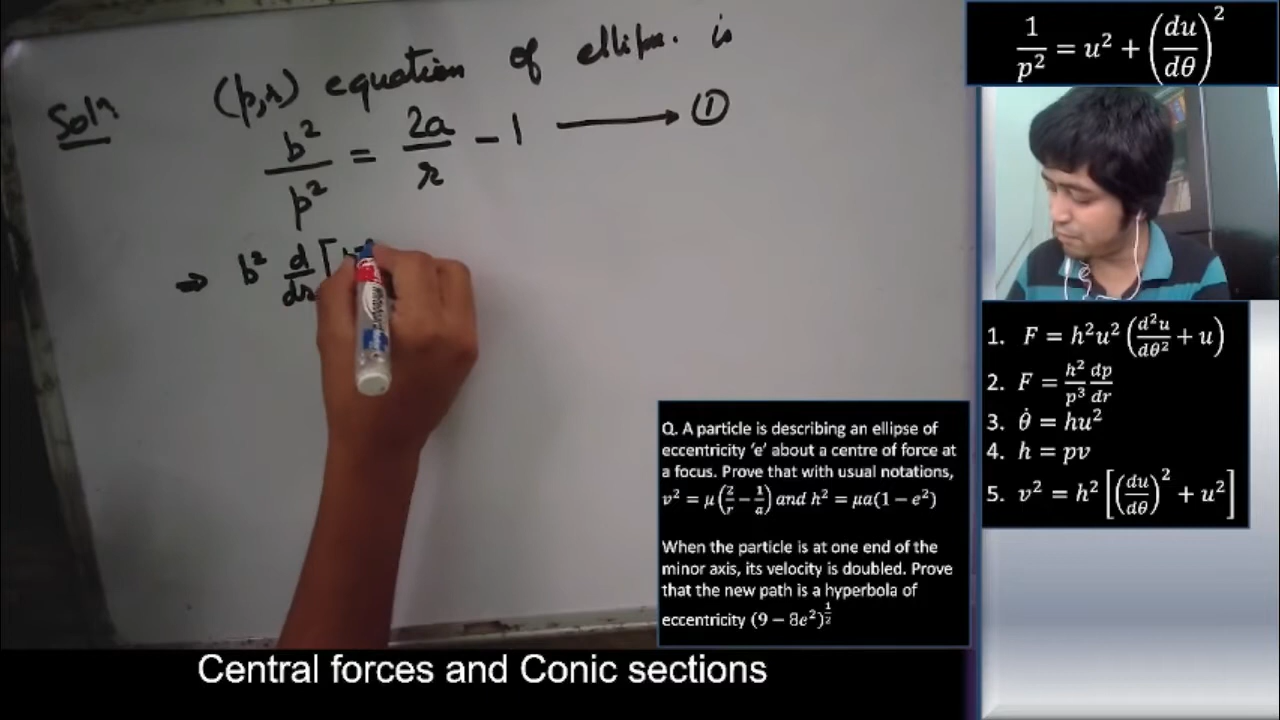 Soln (p,r) equation of ellipse. is
b²/p² = 2a/r - 1 ⟶ ①
⇒ b² d/dr [
1/p² = u² + (du/dθ)²
1. F = h²u² (d²u/dθ² + u)
2. F = h²/p³ dp/dr
3. θ̇ = hu²
4. h = pv
5. v² = h² [(du/dθ)² + u²]
Q. A particle is describing an ellipse of
eccentricity 'e' about a centre of force at
a focus. Prove that with usual notations,
v² = μ(2/r − 1/a) and h² = μa(1 − e²)
When the particle is at one end of the
minor axis, its velocity is doubled. Prove
that the new path is a hyperbola of
eccentricity (9 − 8e²)^(1/2)
Central forces and Conic sections